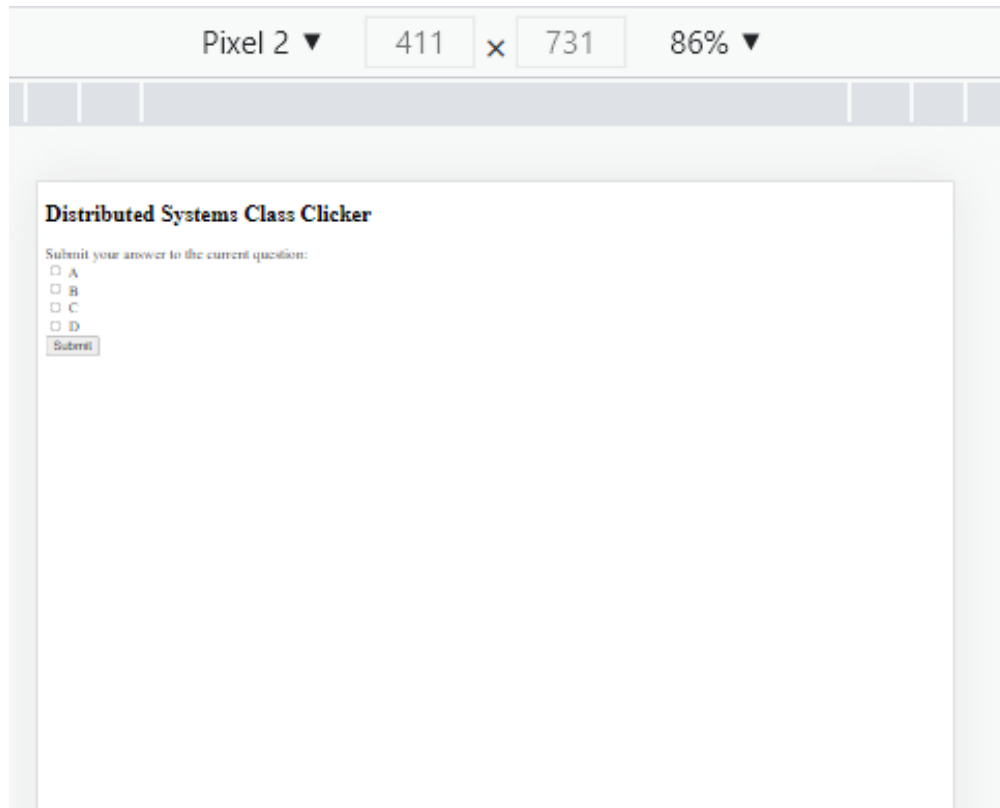 Pixel 2 ▼ 411 × 731 86% ▼
Distributed Systems Class Clicker
Submit your answer to the current question:
A
B
C
D
Submit